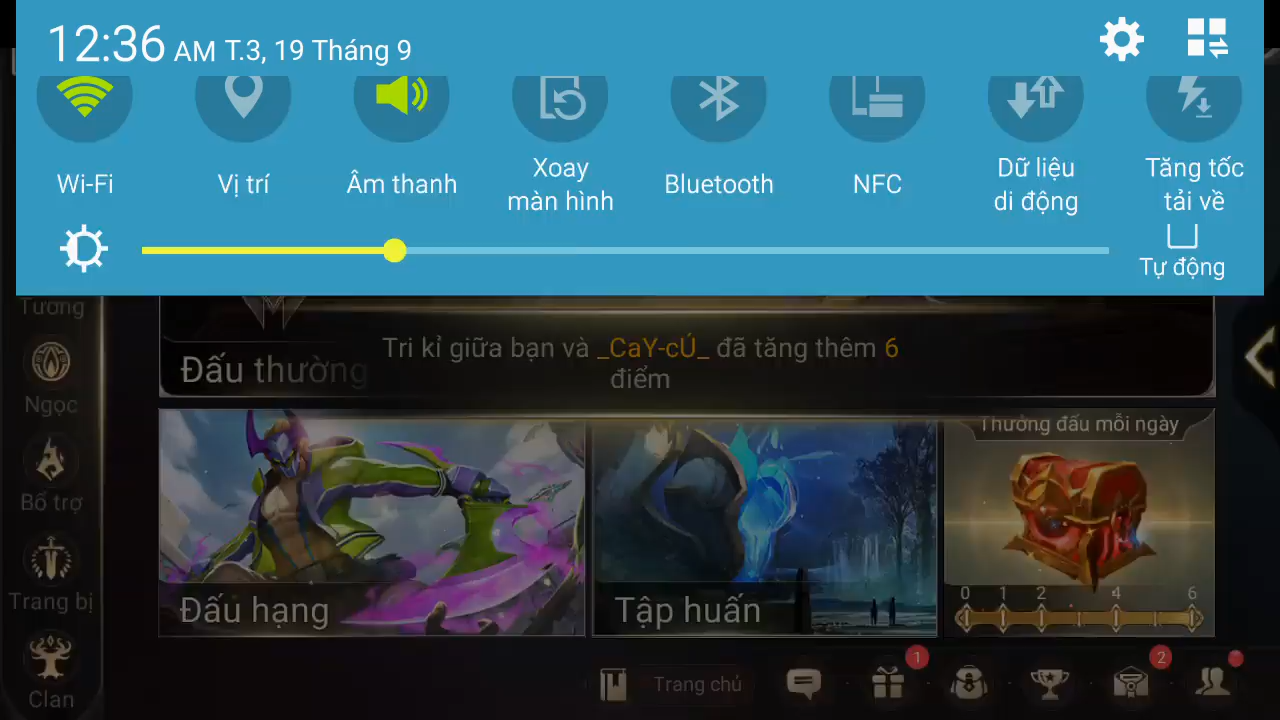 12:36 AM T.3, 19 Tháng 9
Wi-Fi
Vị trí
Âm thanh
Xoay
màn hình
Bluetooth
NFC
Dữ liệu
di động
Tăng tốc
tải về
Tự động
Tướng
Ngọc
Bổ trợ
Trang bị
Clan
Đấu thường
Tri kỉ giữa bạn và _CaY-cÚ_ đã tăng thêm 6
điểm
Đấu hạng
Tập huấn
Thưởng đấu mỗi ngày
0 1 2 4 6
Trang chủ
1
2